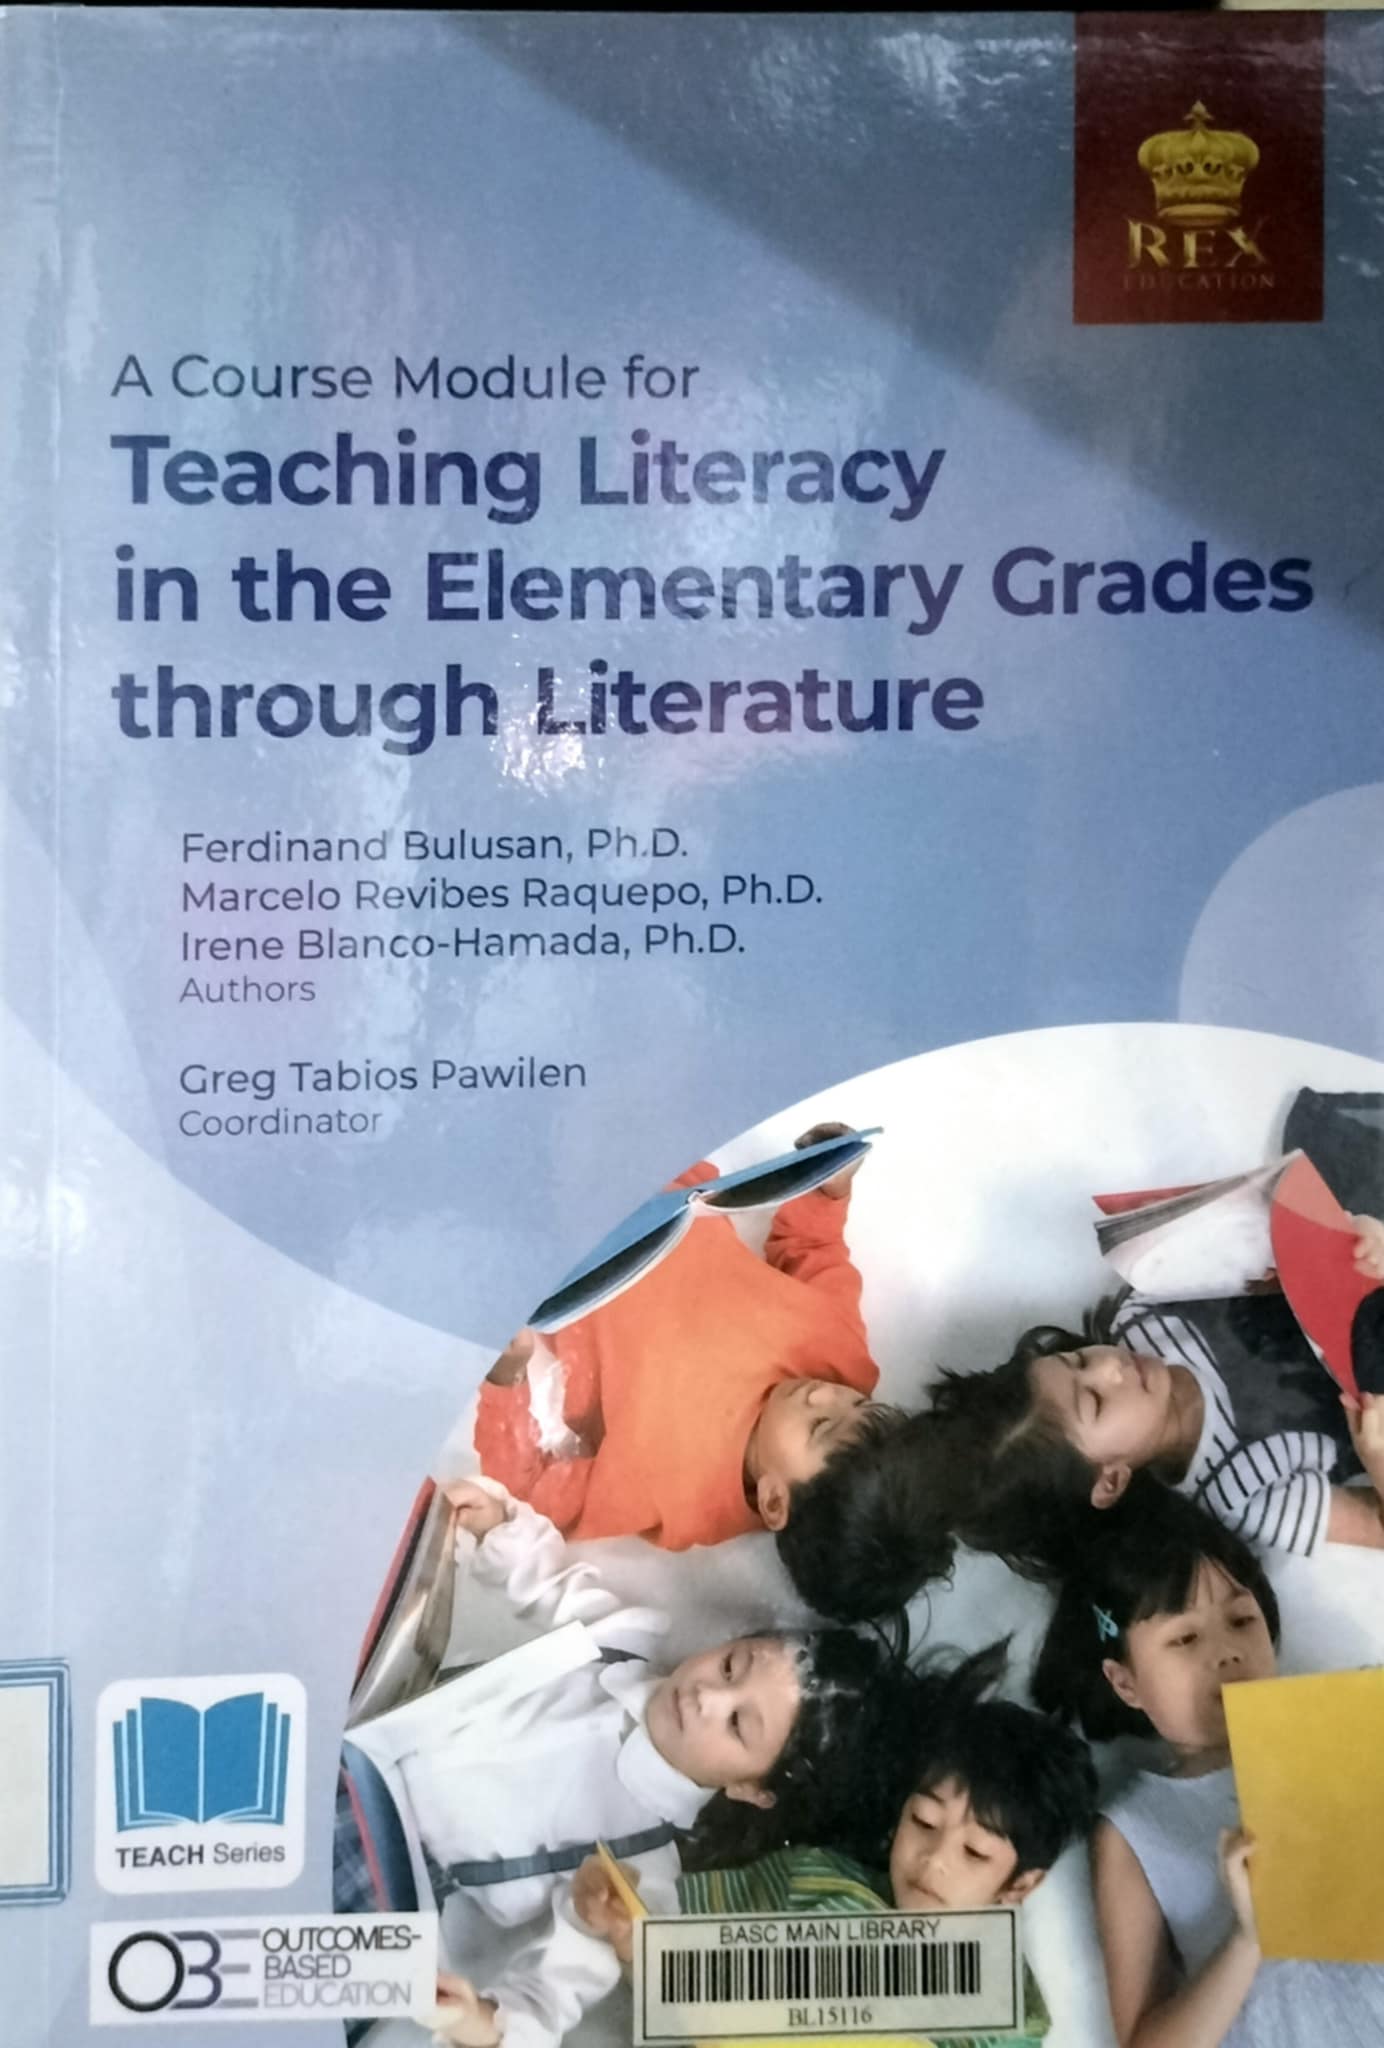 REX
EDUCATION
A Course Module for
Teaching Literacy
in the Elementary Grades
through Literature
Ferdinand Bulusan, Ph.D.
Marcelo Revibes Raquepo, Ph.D.
Irene Blanco-Hamada, Ph.D.
Authors
Greg Tabios Pawilen
Coordinator
TEACH Series
OBE OUTCOMES-
BASED
EDUCATION
BASC MAIN LIBRARY
BL15116